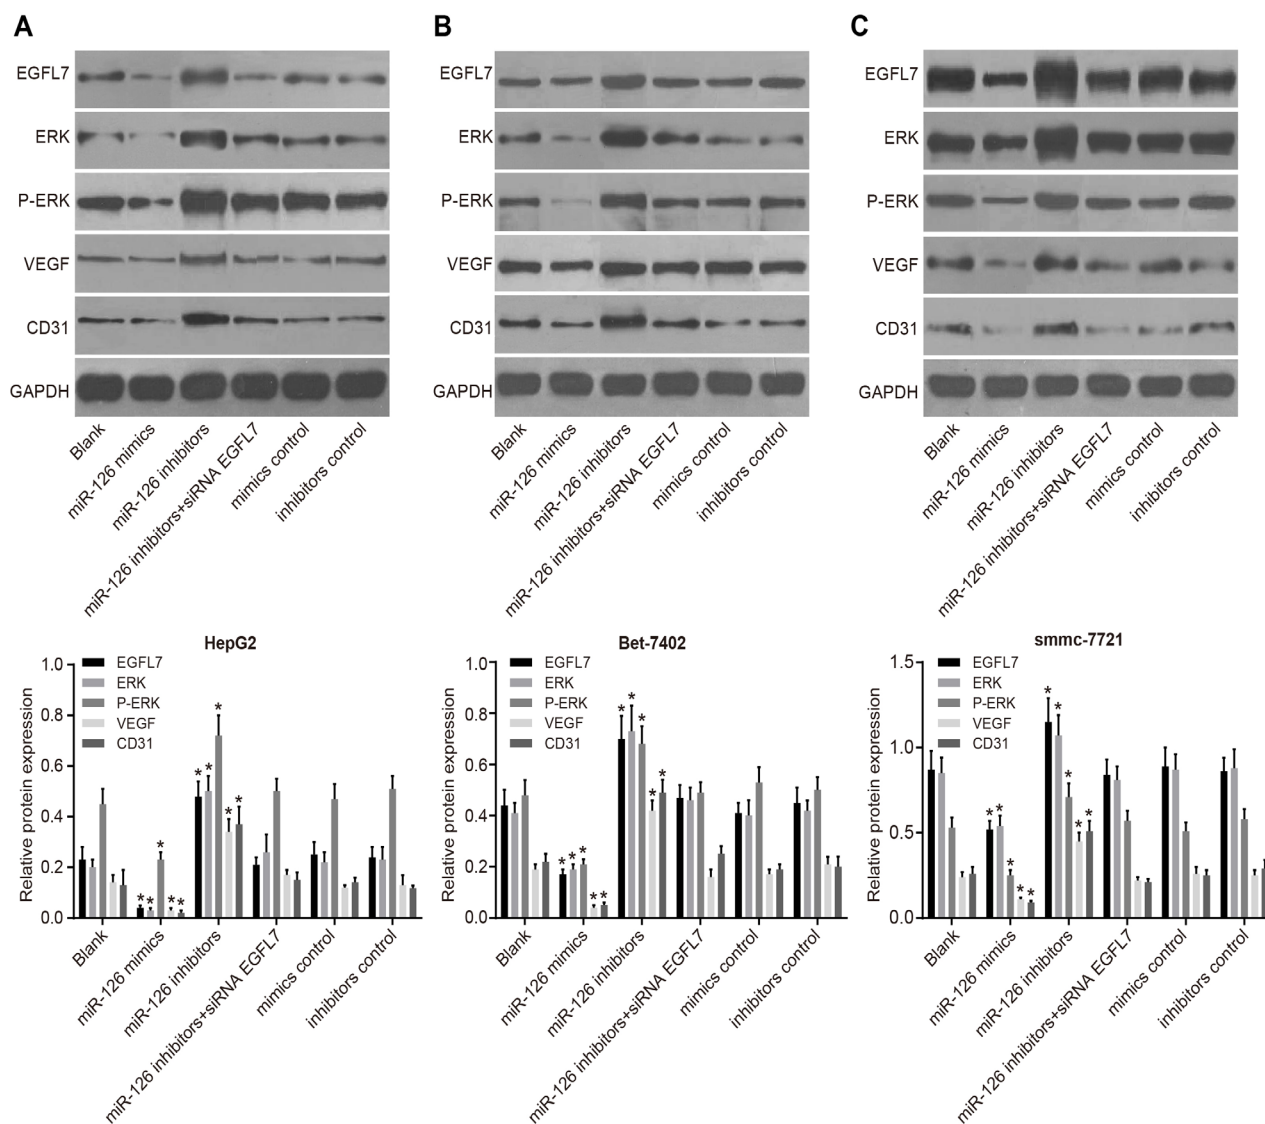 A
B
C
EGFL7
ERK
P-ERK
VEGF
CD31
GAPDH
Blank
miR-126 mimics
miR-126 inhibitors
miR-126 inhibitors+siRNA EGFL7
mimics control
inhibitors control
EGFL7
ERK
P-ERK
VEGF
CD31
GAPDH
Blank
miR-126 mimics
miR-126 inhibitors
miR-126 inhibitors+siRNA EGFL7
mimics control
inhibitors control
EGFL7
ERK
P-ERK
VEGF
CD31
GAPDH
Blank
miR-126 mimics
miR-126 inhibitors
miR-126 inhibitors+siRNA EGFL7
mimics control
inhibitors control
HepG2
Relative protein expression
1.0
0.8
0.6
0.4
0.2
0.0
EGFL7
ERK
P-ERK
VEGF
CD31
* * * * *
* * * * *
Blank
miR-126 mimics
miR-126 inhibitors
miR-126 inhibitors+siRNA EGFL7
mimics control
inhibitors control
Bet-7402
Relative protein expression
1.0
0.8
0.6
0.4
0.2
0.0
EGFL7
ERK
P-ERK
VEGF
CD31
* * * * *
* * * * *
Blank
miR-126 mimics
miR-126 inhibitors
miR-126 inhibitors+siRNA EGFL7
mimics control
inhibitors control
smmc-7721
Relative protein expression
1.5
1.0
0.5
0.0
EGFL7
ERK
P-ERK
VEGF
CD31
* * * * *
* * * * *
Blank
miR-126 mimics
miR-126 inhibitors
miR-126 inhibitors+siRNA EGFL7
mimics control
inhibitors control